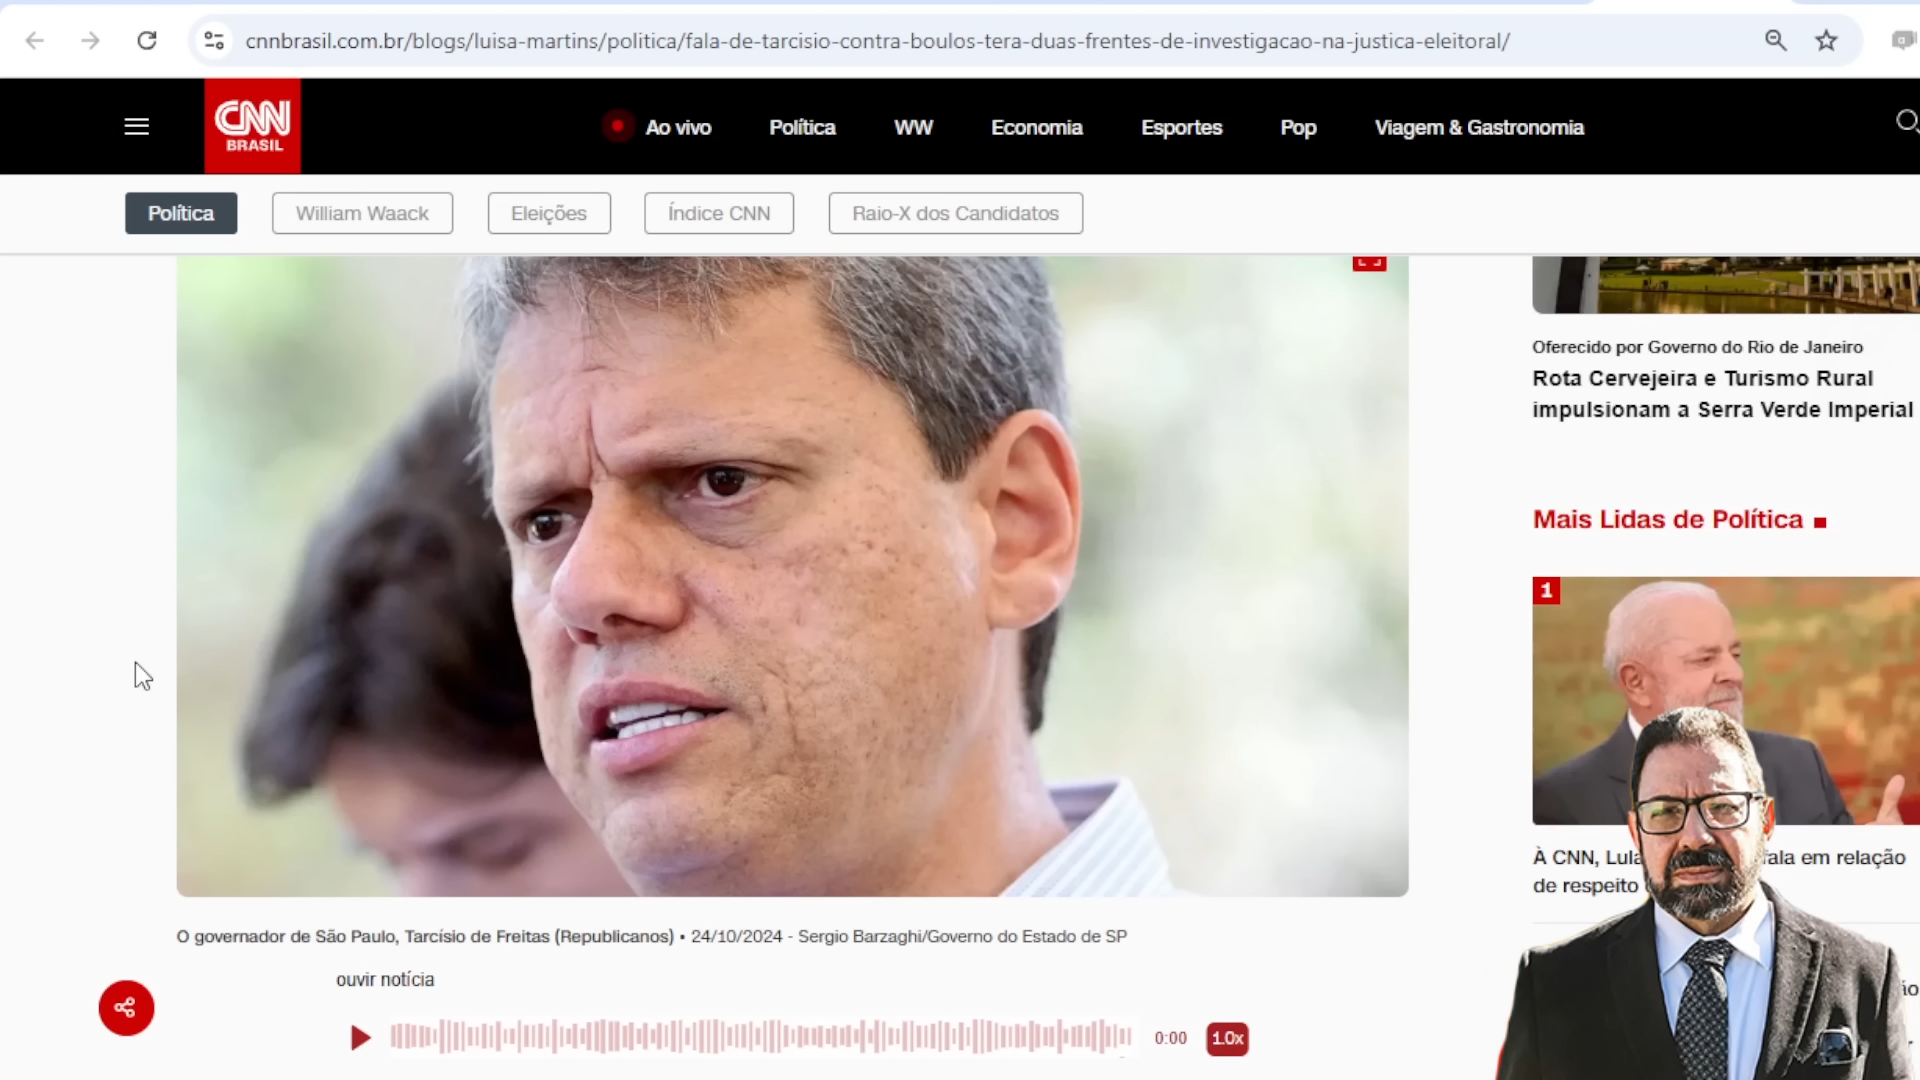 cnnbrasil.com.br/blogs/luisa-martins/politica/fala-de-tarcisio-contra-boulos-tera-duas-frentes-de-investigacao-na-justica-eleitoral/
CNN
BRASIL
Ao vivo
Política
WW
Economia
Esportes
Pop
Viagem & Gastronomia
Política
William Waack
Eleições
Índice CNN
Raio-X dos Candidatos
Oferecido por Governo do Rio de Janeiro
Rota Cervejeira e Turismo Rural
impulsionam a Serra Verde Imperial
Mais Lidas de Política
1
À CNN, Lula fala em relação
de respeito
O governador de São Paulo, Tarcísio de Freitas (Republicanos) • 24/10/2024 - Sergio Barzaghi/Governo do Estado de SP
ouvir notícia
0:00
1.0x